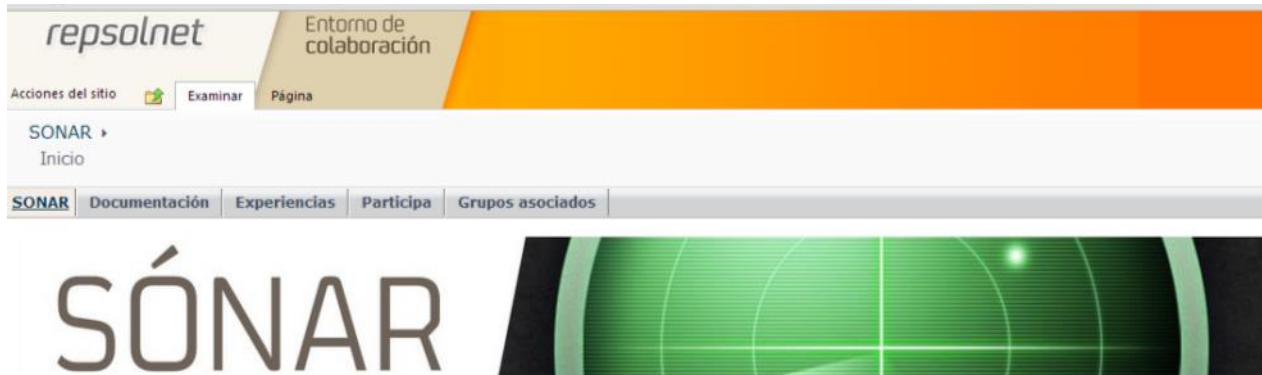 repsolnet
Entorno de
colaboración
Acciones del sitio Examinar Página
SONAR
Inicio
SONAR Documentación Experiencias Participa Grupos asociados
SÓNAR